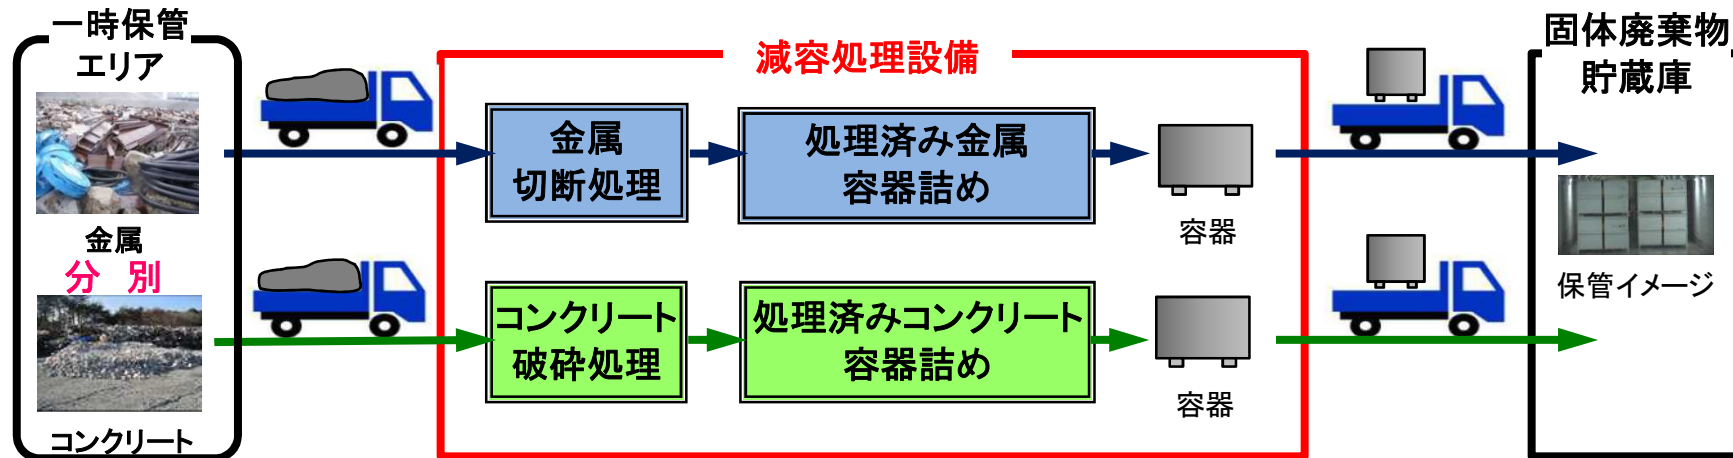 一時保管
エリア
金属
分 別
コンクリート
減容処理設備
金属
切断処理
処理済み金属
容器詰め
容器
コンクリート
破砕処理
処理済みコンクリート
容器詰め
容器
固体廃棄物
貯蔵庫
保管イメージ